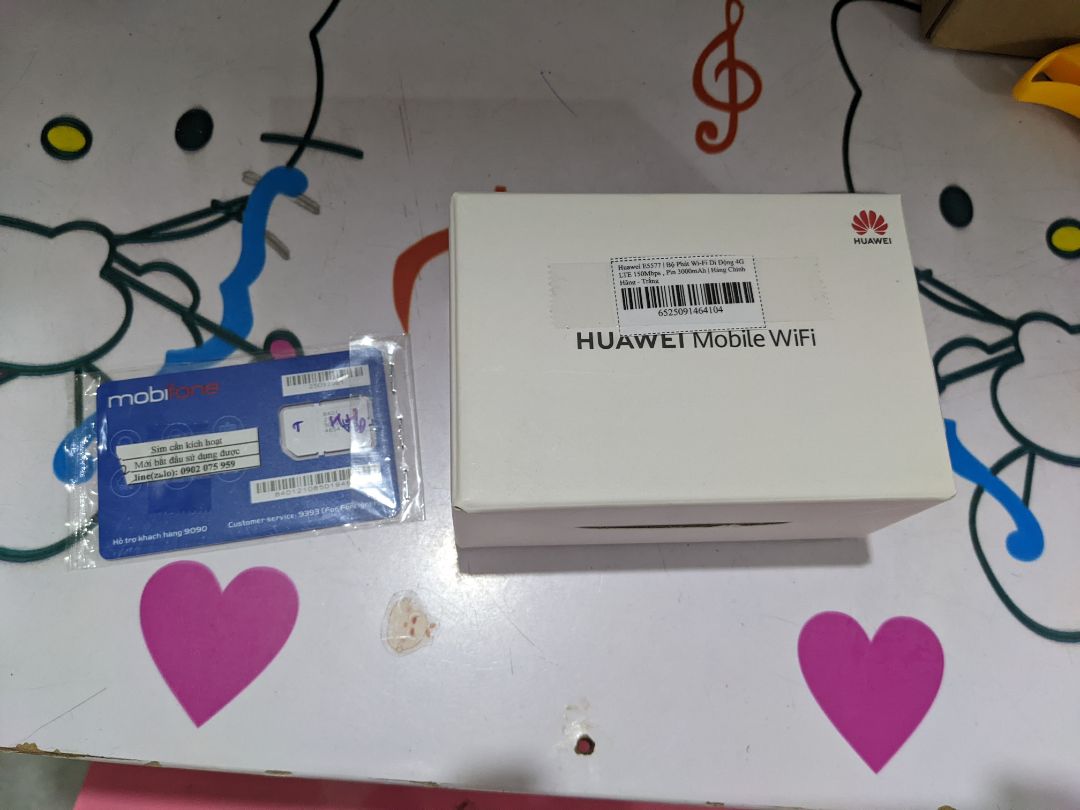 mobifone
Sim cần kích hoạt
Mới bắt đầu sử dụng được
line(zalo): 0902 075 959
Hỗ trợ khách hàng 9090
Customer service: 9393 (For
HUAWEI
Huawei E5577 | Bộ Phát Wi-Fi Di Động 4G
LTE 150Mbps , Pin 3000mAh | Hàng Chính
Hãng - Trắng
6525091464104
HUAWEI Mobile WiFi